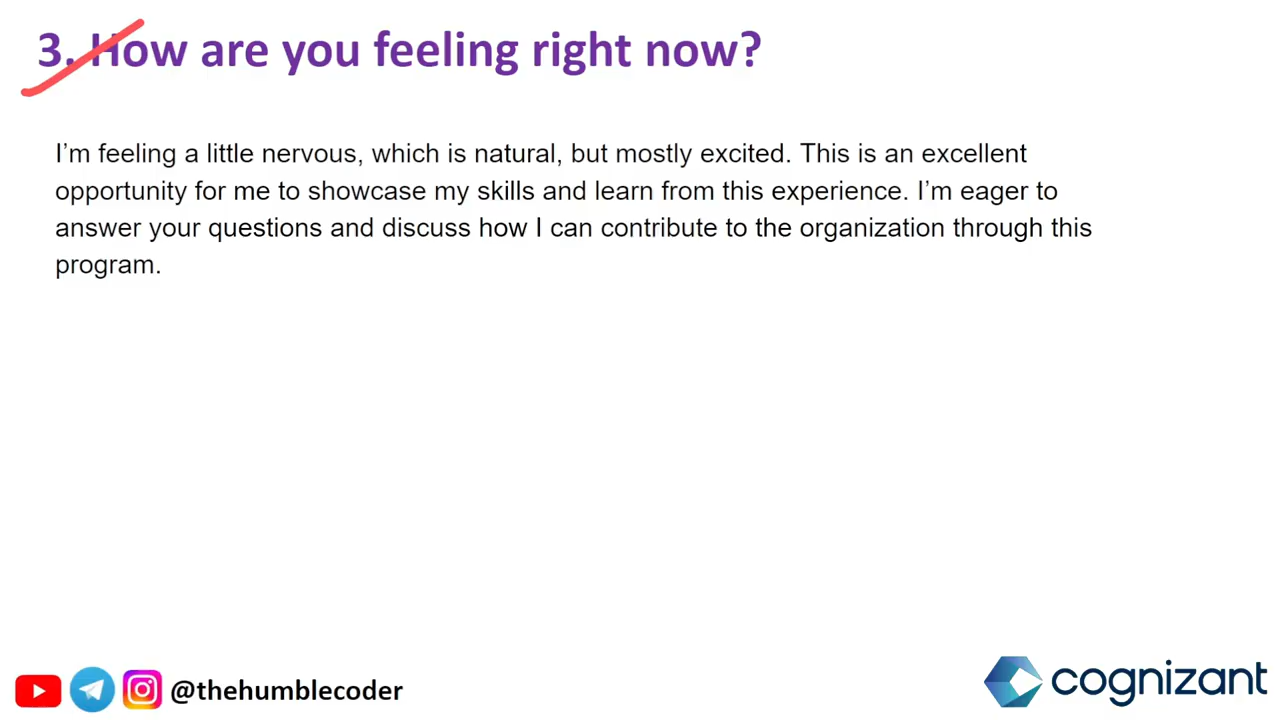 3. How are you feeling right now?
I’m feeling a little nervous, which is natural, but mostly excited. This is an excellent
opportunity for me to showcase my skills and learn from this experience. I’m eager to
answer your questions and discuss how I can contribute to the organization through this
program.
@thehumblecoder
cognizant